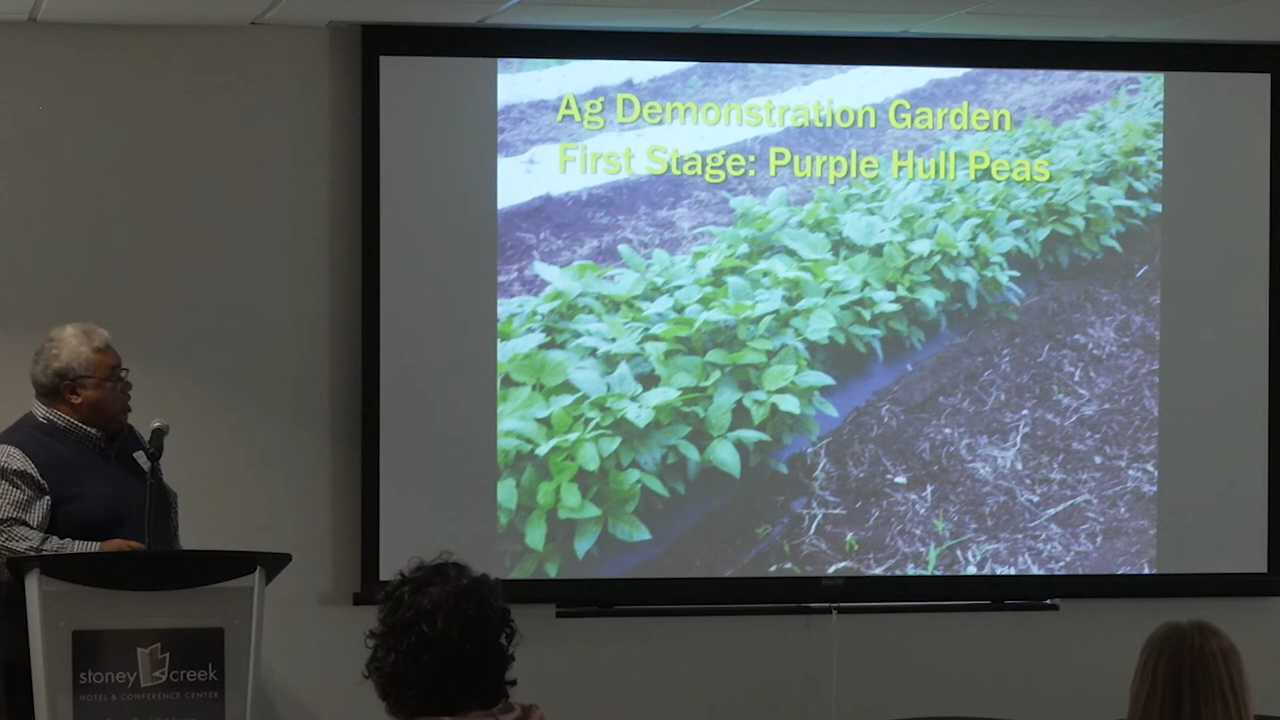 Ag Demonstration Garden
First Stage: Purple Hull Peas
stoney creek
HOTEL & CONFERENCE CENTER